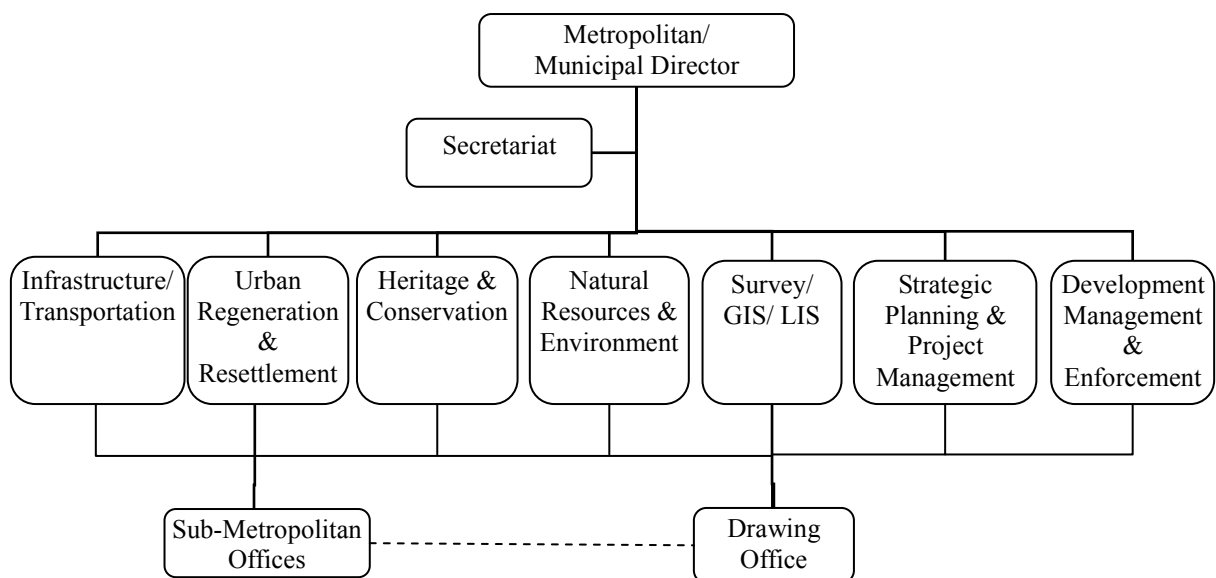 Metropolitan/
Municipal Director
Secretariat
Infrastructure/
Transportation
Urban
Regeneration
&
Resettlement
Heritage &
Conservation
Natural
Resources &
Environment
Survey/
GIS/ LIS
Strategic
Planning &
Project
Management
Development
Management
&
Enforcement
Sub-Metropolitan
Offices
Drawing
Office